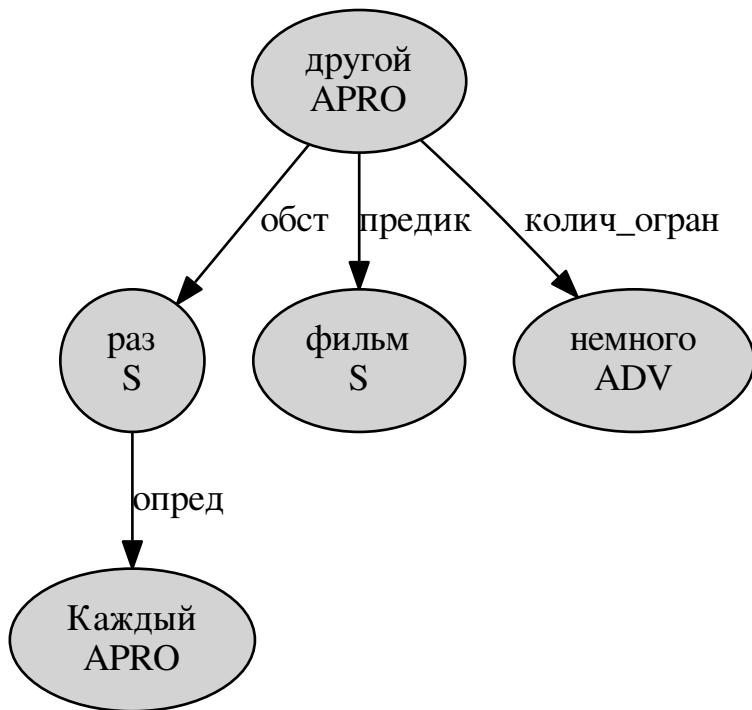 другой
APRO
обст
предик
колич_огран
раз
S
фильм
S
немного
ADV
опред
Каждый
APRO